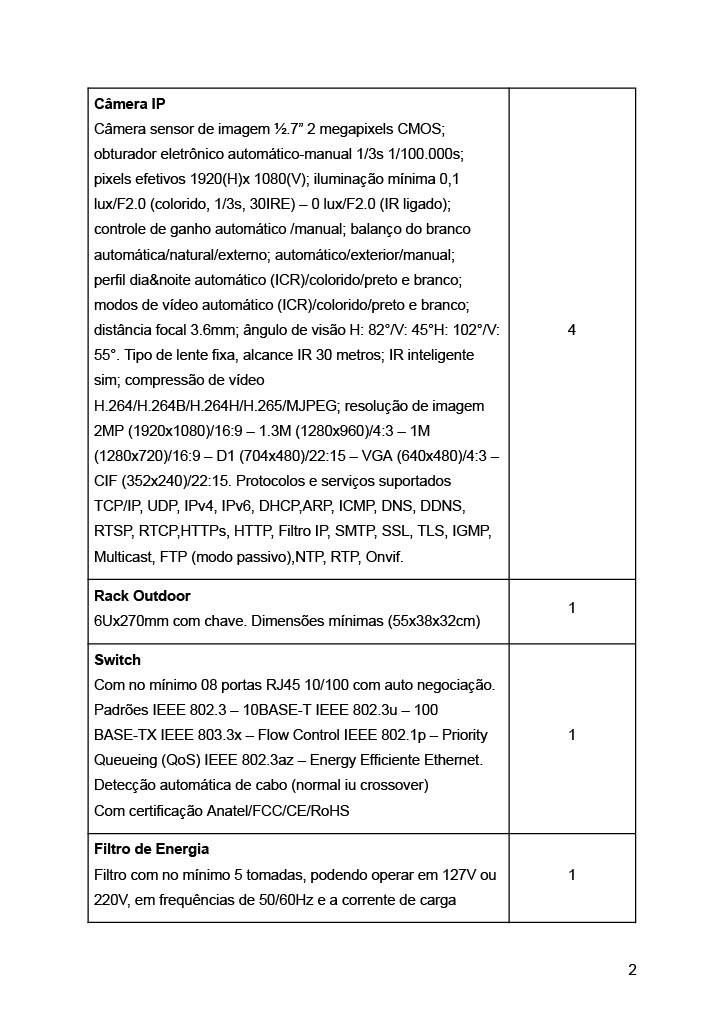 Câmera IP
Câmera sensor de imagem ½.7” 2 megapixels CMOS;
obturador eletrônico automático-manual 1/3s 1/100.000s;
pixels efetivos 1920(H)x 1080(V); iluminação mínima 0,1
lux/F2.0 (colorido, 1/3s, 30IRE) – 0 lux/F2.0 (IR ligado);
controle de ganho automático /manual; balanço do branco
automática/natural/externo; automático/exterior/manual;
perfil dia&noite automático (ICR)/colorido/preto e branco;
modos de vídeo automático (ICR)/colorido/preto e branco;
distância focal 3.6mm; ângulo de visão H: 82°/V: 45°H: 102°/V:
55°. Tipo de lente fixa, alcance IR 30 metros; IR inteligente
sim; compressão de vídeo
H.264/H.264B/H.264H/H.265/MJPEG; resolução de imagem
2MP (1920x1080)/16:9 – 1.3M (1280x960)/4:3 – 1M
(1280x720)/16:9 – D1 (704x480)/22:15 – VGA (640x480)/4:3 –
CIF (352x240)/22:15. Protocolos e serviços suportados
TCP/IP, UDP, IPv4, IPv6, DHCP,ARP, ICMP, DNS, DDNS,
RTSP, RTCP,HTTPs, HTTP, Filtro IP, SMTP, SSL, TLS, IGMP,
Multicast, FTP (modo passivo),NTP, RTP, Onvif.
4
Rack Outdoor
6Ux270mm com chave. Dimensões mínimas (55x38x32cm)
1
Switch
Com no mínimo 08 portas RJ45 10/100 com auto negociação.
Padrões IEEE 802.3 – 10BASE-T IEEE 802.3u – 100
BASE-TX IEEE 803.3x – Flow Control IEEE 802.1p – Priority
Queueing (QoS) IEEE 802.3az – Energy Efficiente Ethernet.
Detecção automática de cabo (normal iu crossover)
Com certificação Anatel/FCC/CE/RoHS
1
Filtro de Energia
Filtro com no mínimo 5 tomadas, podendo operar em 127V ou
220V, em frequências de 50/60Hz e a corrente de carga
1
2